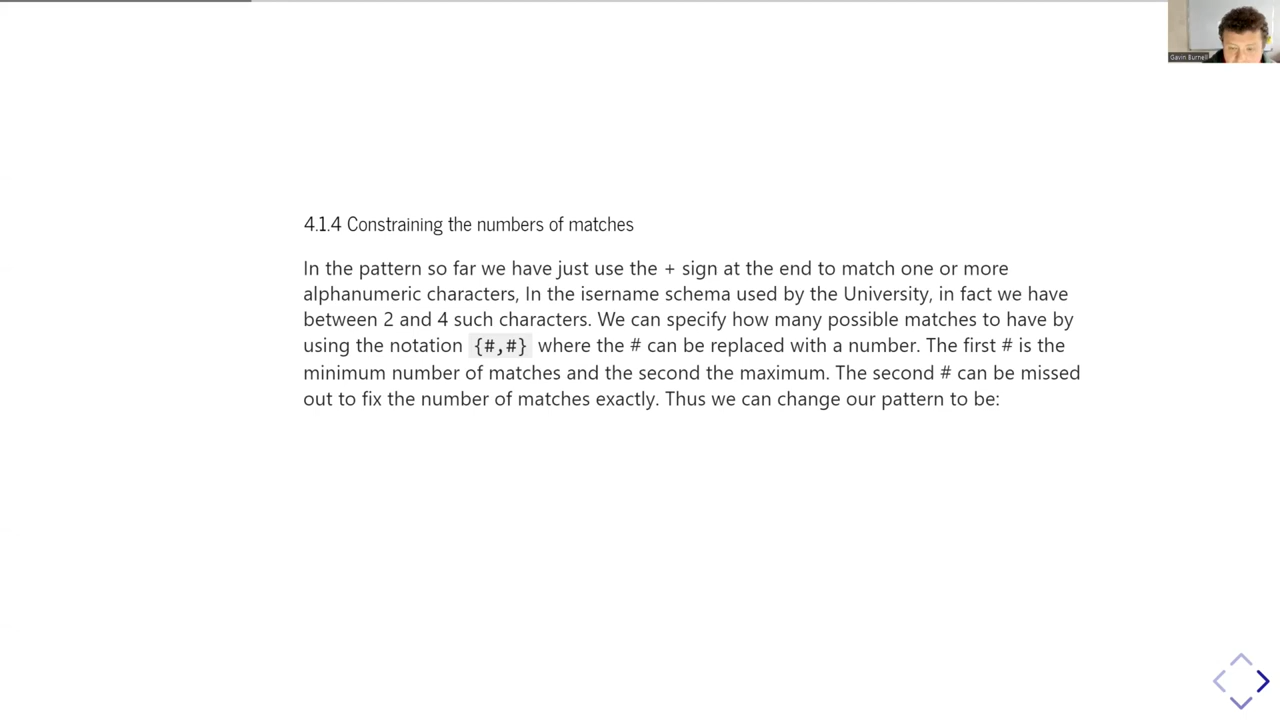 Gavin Burnell
4.1.4 Constraining the numbers of matches
In the pattern so far we have just use the + sign at the end to match one or more
alphanumeric characters, In the isername schema used by the University, in fact we have
between 2 and 4 such characters. We can specify how many possible matches to have by
using the notation {#,#} where the # can be replaced with a number. The first # is the
minimum number of matches and the second the maximum. The second # can be missed
out to fix the number of matches exactly. Thus we can change our pattern to be: